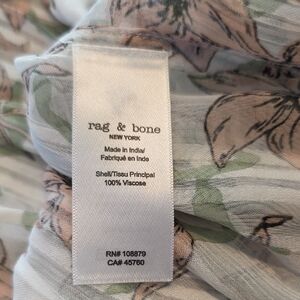 rag & bone
NEW YORK
Made in India/
Fabriqué en Inde
Shell/Tissu Principal
100% Viscose
RN# 108879
CA# 45760